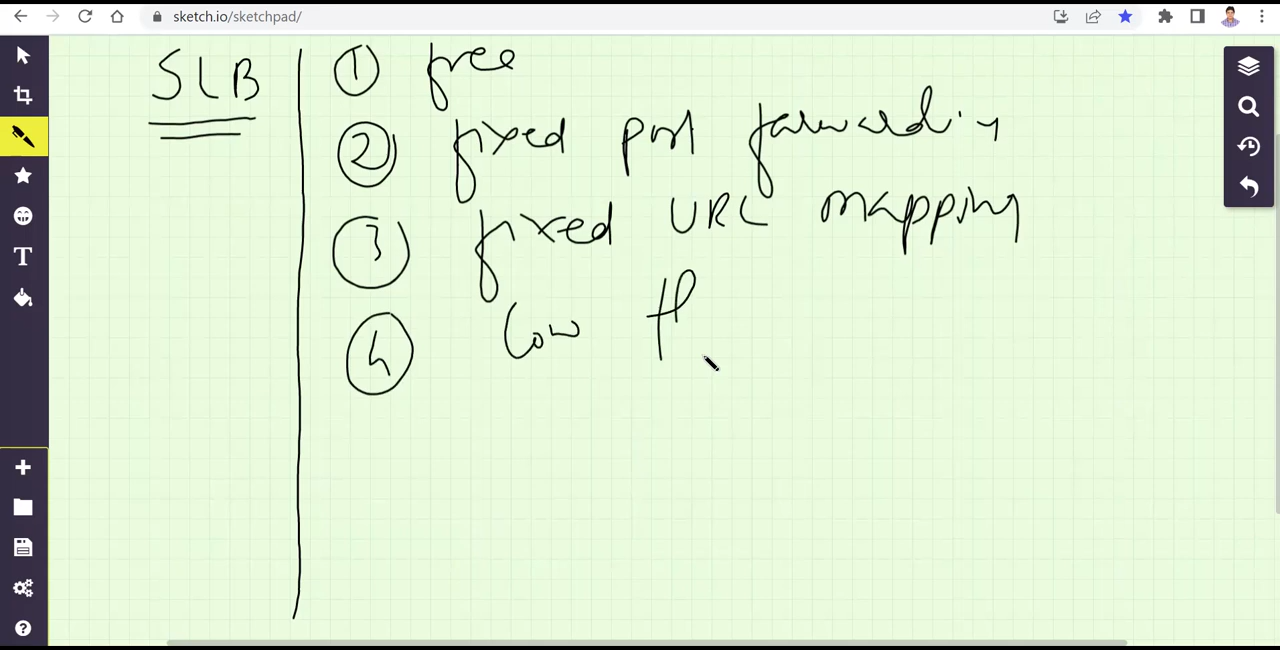 sketch.io/sketchpad/
SLB
1 free
2 fixed port forwarding
3 fixed URL mapping
4 Low
T
?